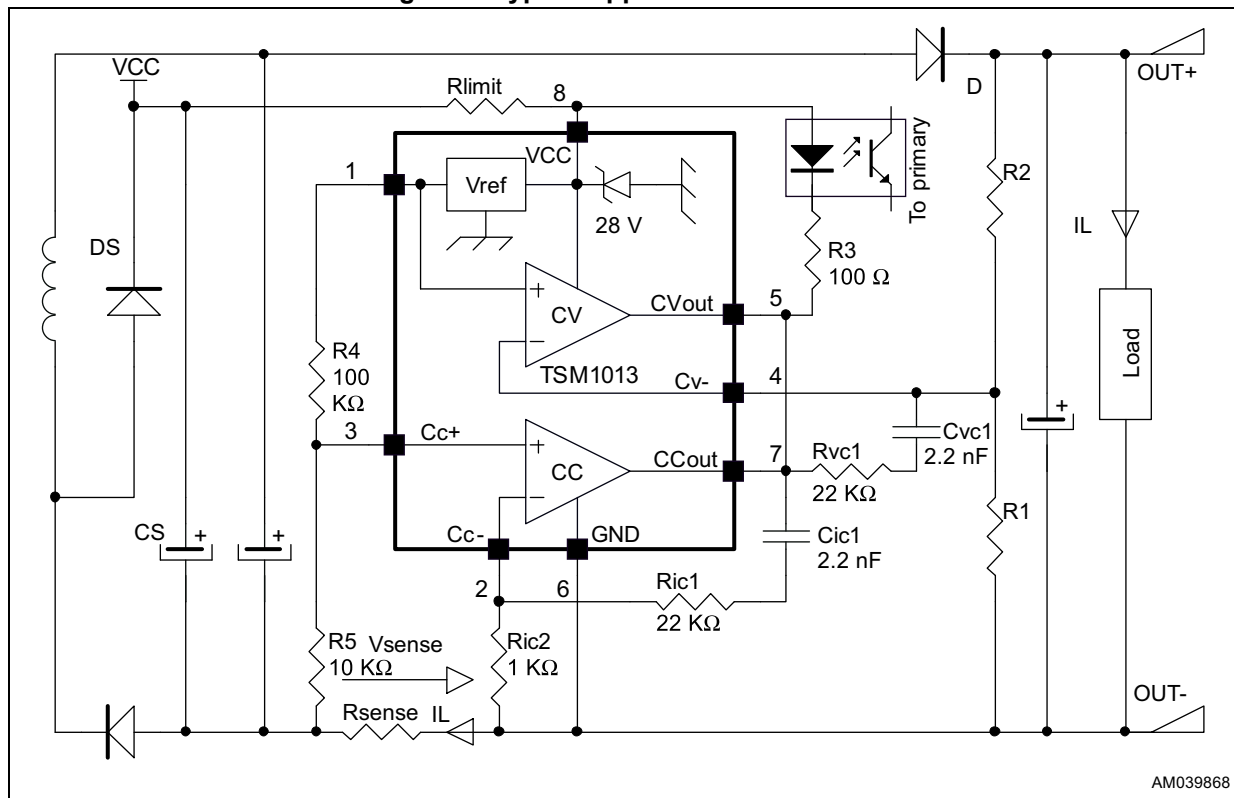 VCC
Rlimit
8
D
OUT+
VCC
1
Vref
28 V
To primary
R2
IL
DS
R3
100 Ω
+
CV
CVout
5
−
TSM1013
Cv-
4
R4
100
KΩ
Load
+
3
Cc+
+
CC
CCout
7
Rvc1
22 KΩ
Cvc1
2.2 nF
−
R1
CS
+
+
Cc-
GND
Cic1
2.2 nF
2
6
Ric1
22 KΩ
R5
10 KΩ
Vsense
Ric2
1 KΩ
Rsense
IL
OUT-
AM039868